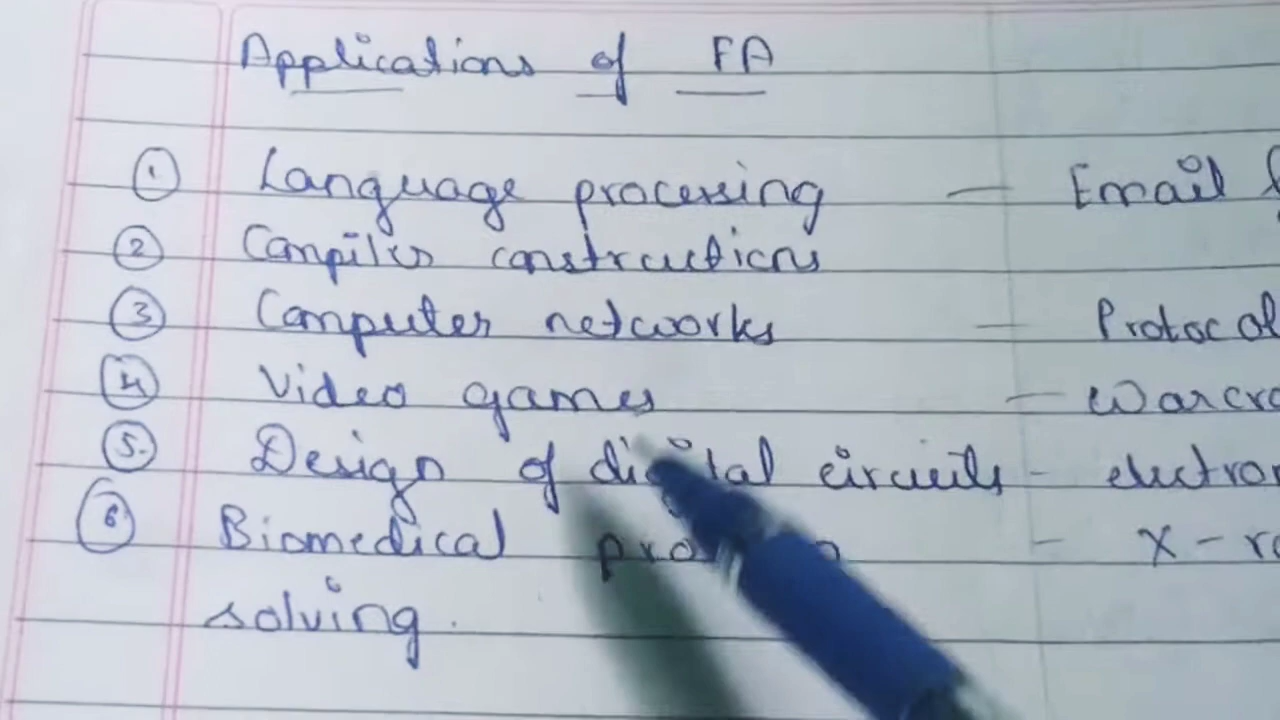 Applications of FA
① Language processing - Email
② Compiler constructions
③ Computer networks - Protocol
④ Video games -
⑤ Design of digital circuits -
⑥ Biomedical - X-
solving.